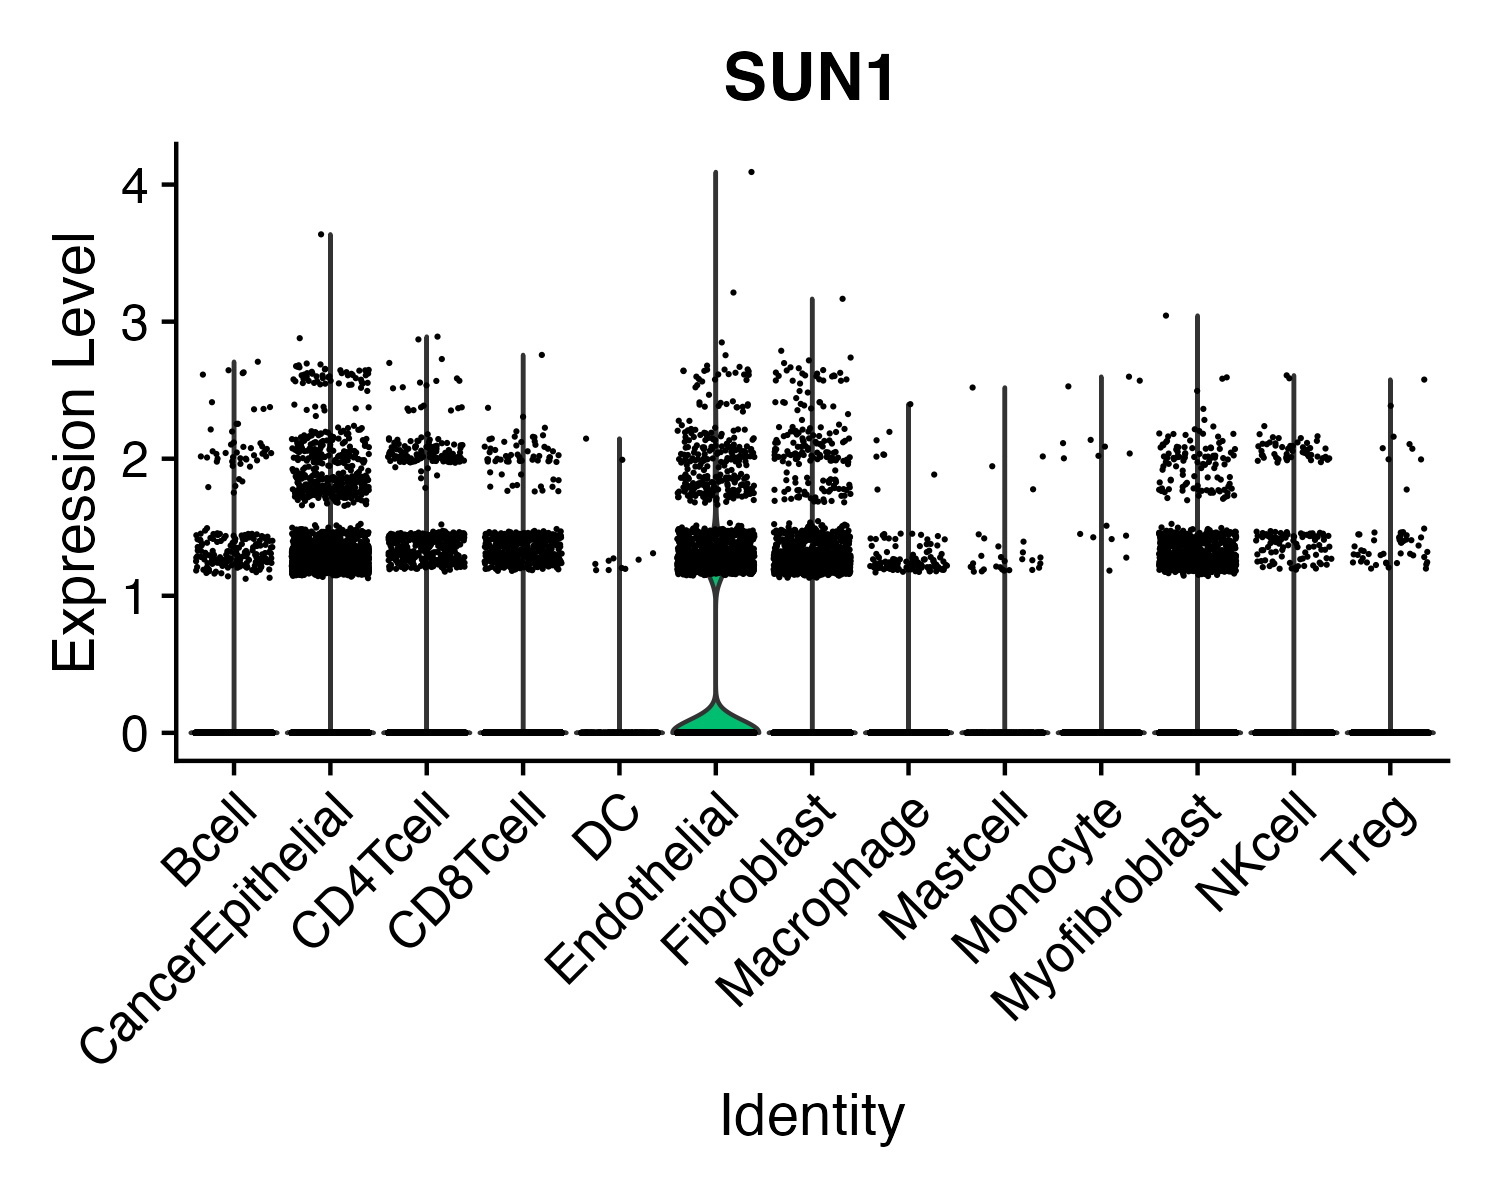 SUN1
Expression Level
4
3
2
1
0
Bcell
CancerEpithelial
CD4Tcell
CD8Tcell
DC
Endothelial
Fibroblast
Macrophage
Mastcell
Monocyte
Myofibroblast
NKcell
Treg
Identity